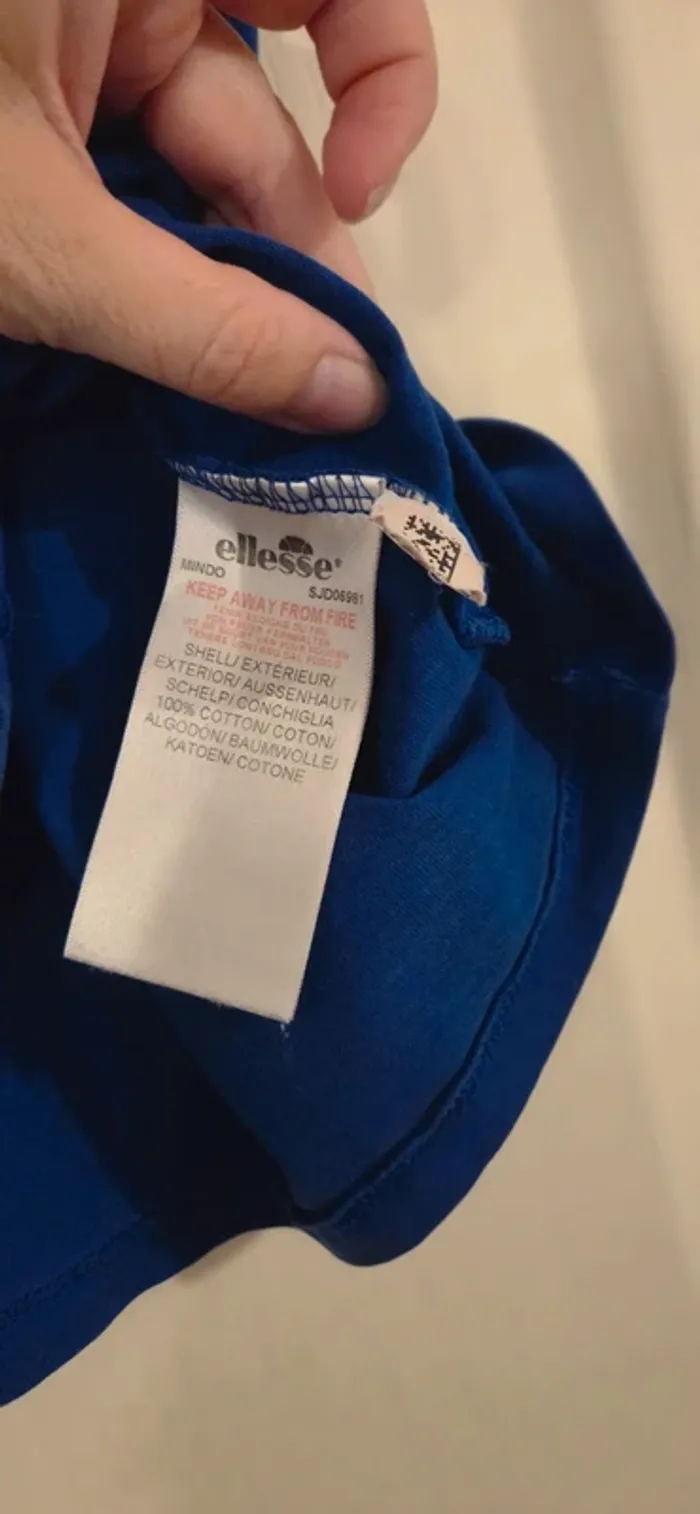 ellesse®
MINDO SJD06981
KEEP AWAY FROM FIRE
SHELL/ EXTÉRIEUR/
EXTERIOR/ AUSSENHAUT/
SCHELP/ CONCHIGLIA
100% COTTON/ COTON/
ALGODÓN/ BAUMWOLLE/
KATOEN/ COTONE